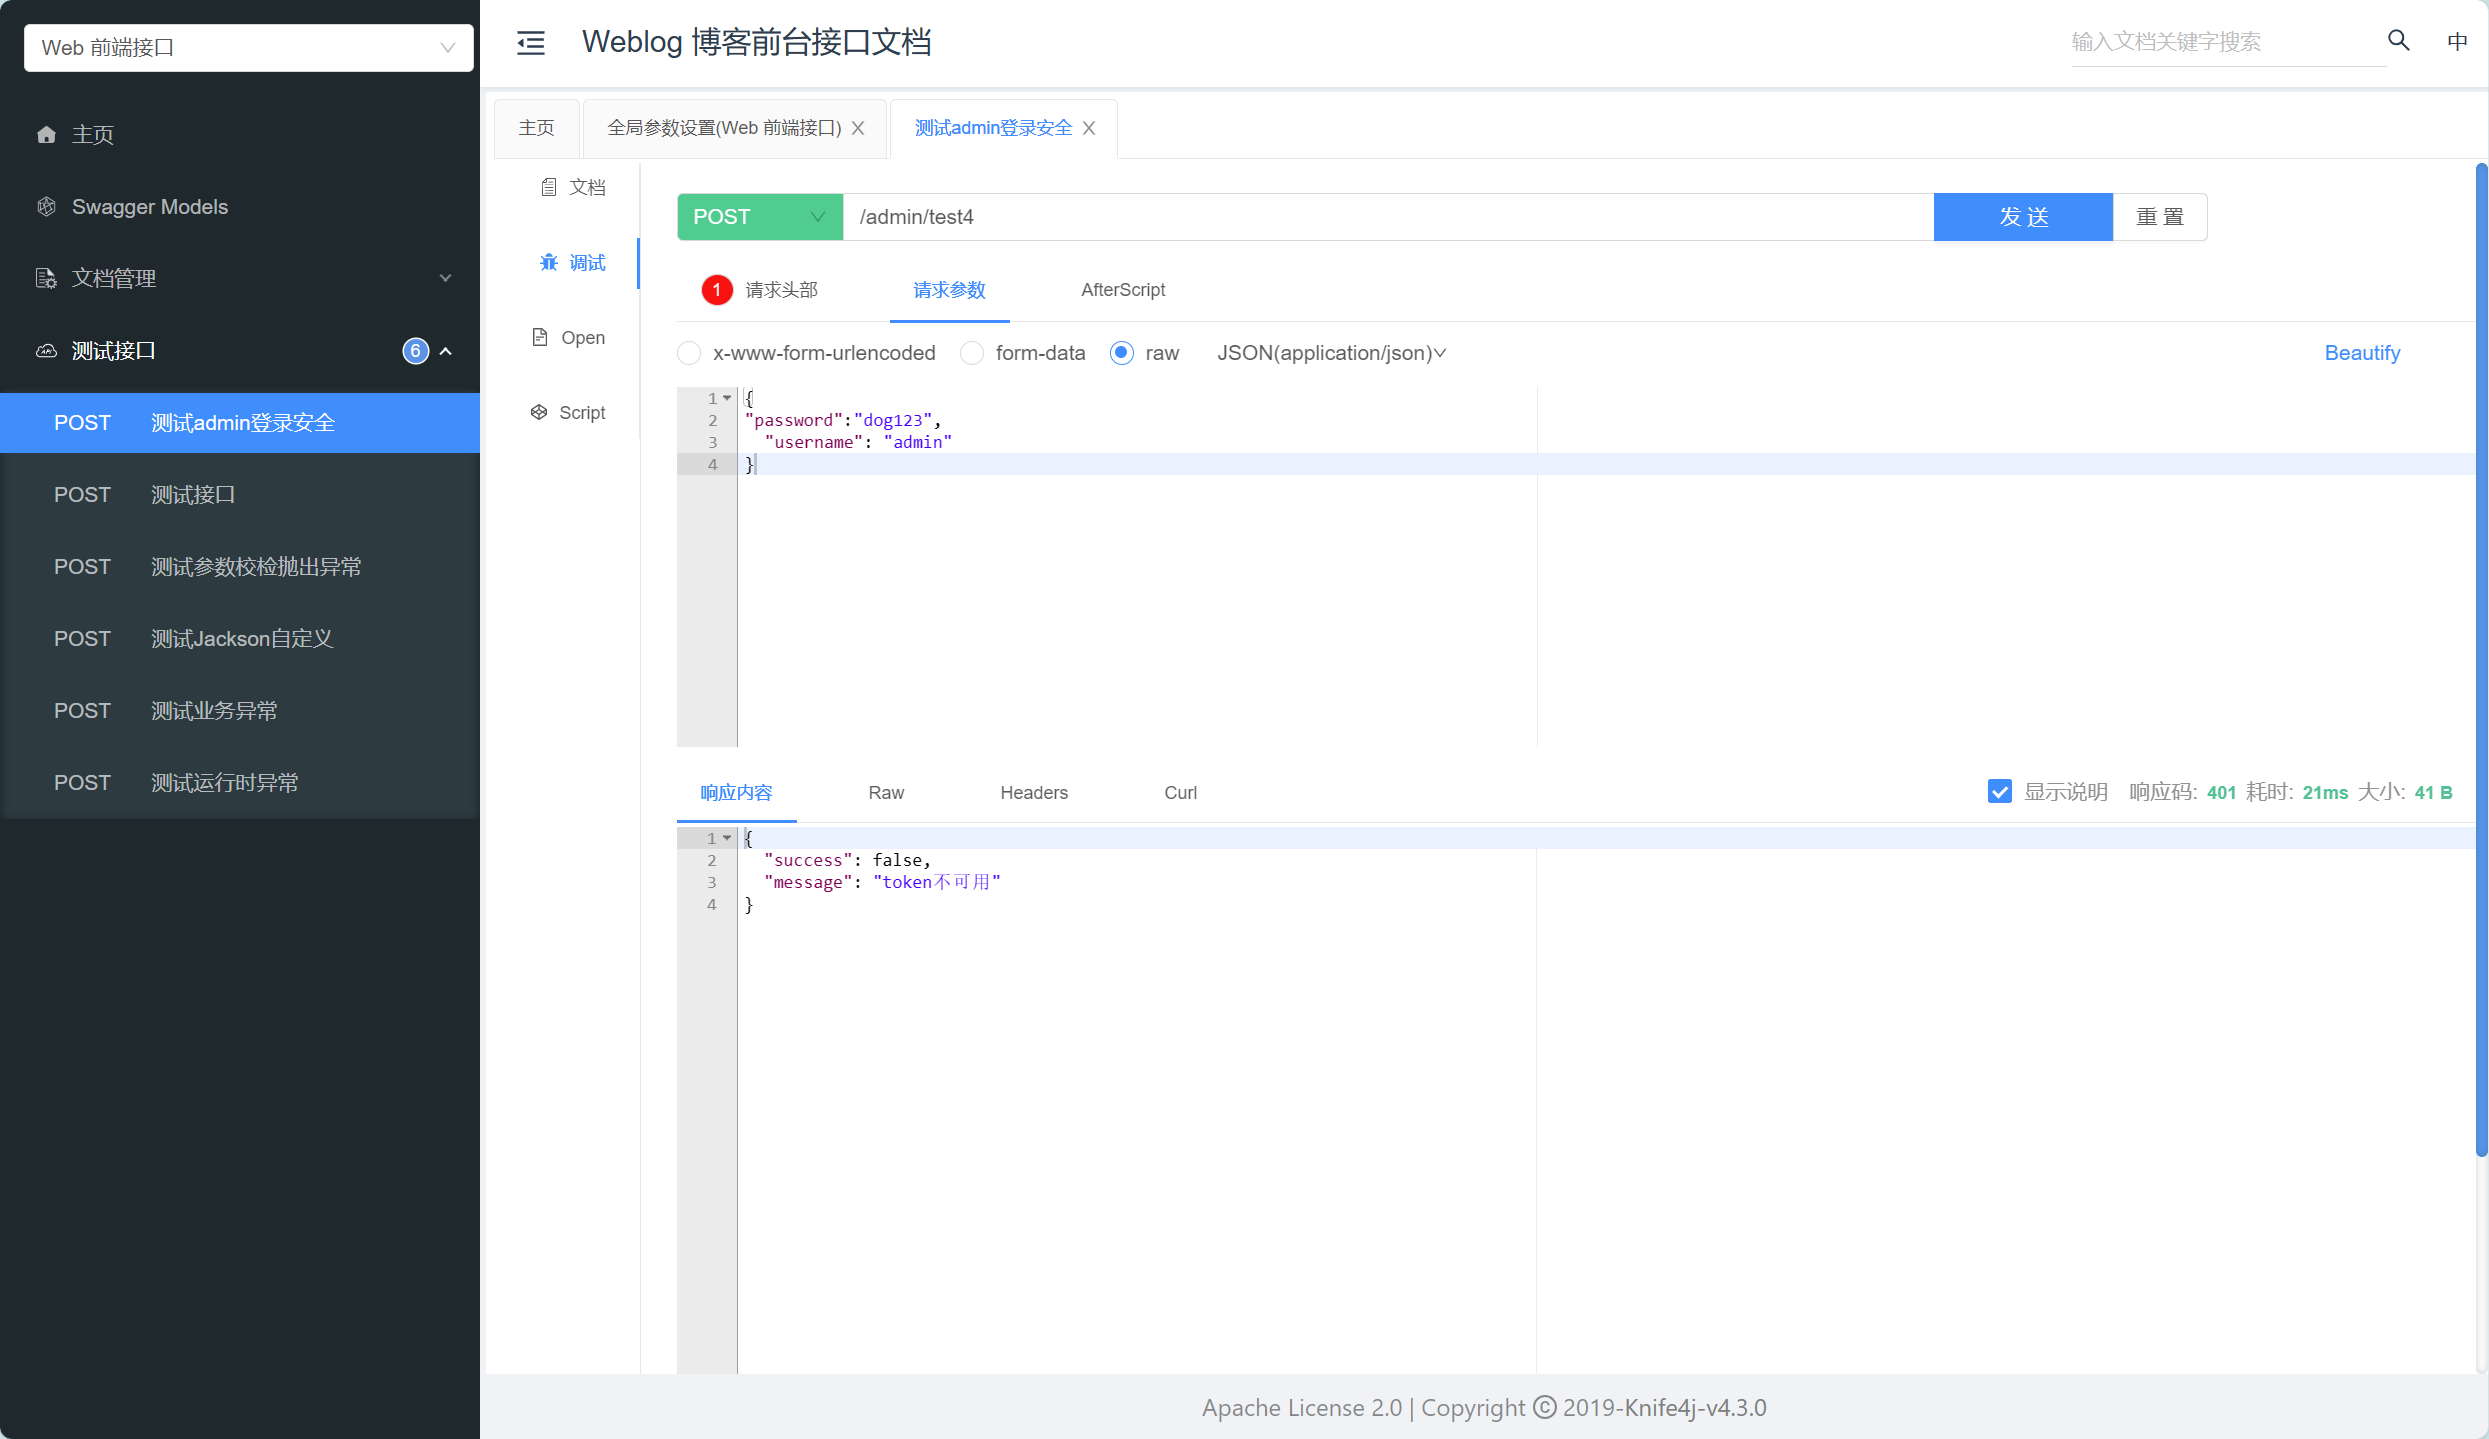 Web 前端接口
主页
Swagger Models
文档管理
测试接口 6
POST 测试admin登录安全
POST 测试接口
POST 测试参数校检抛出异常
POST 测试Jackson自定义
POST 测试业务异常
POST 测试运行时异常
Weblog 博客前台接口文档
输入文档关键字搜索
中
主页
全局参数设置(Web 前端接口)
测试admin登录安全
文档
调试
Open
Script
POST /admin/test4 发 送 重 置
1 请求头部 请求参数 AfterScript
x-www-form-urlencoded form-data raw JSON(application/json) Beautify
1 {
2 "password":"dog123",
3 "username": "admin"
4 }
响应内容 Raw Headers Curl 显示说明 响应码: 401 耗时: 21ms 大小: 41 B
1 {
2 "success": false,
3 "message": "token不可用"
4 }
Apache License 2.0 | Copyright © 2019-Knife4j-v4.3.0